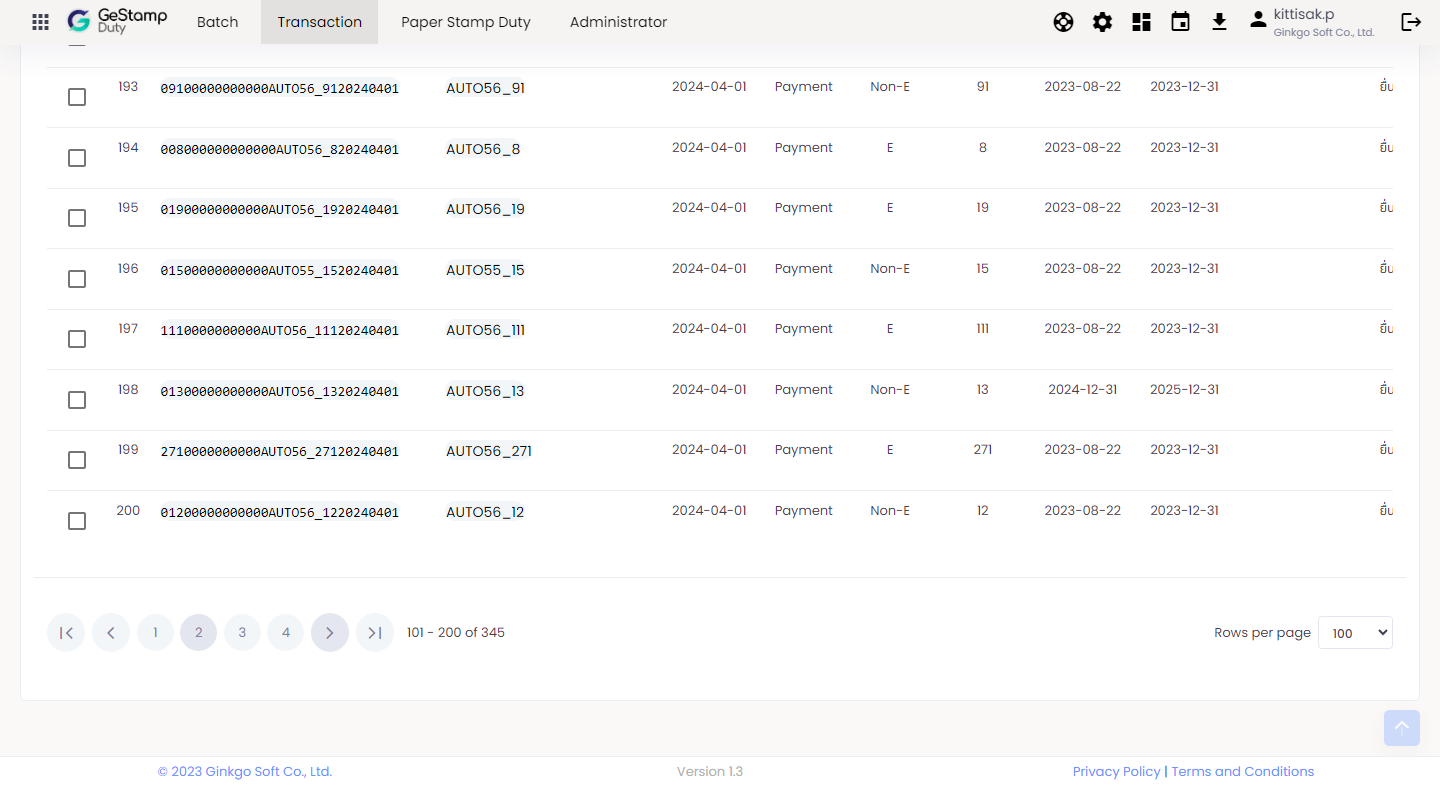 GeStamp Duty Batch Transaction Paper Stamp Duty Administrator kittisak.p
Ginkgo Soft Co., Ltd.
193 09100000000000AUTO56_9120240401 AUTO56_91 2024-04-01 Payment Non-E 91 2023-08-22 2023-12-31 ยื่น
194 008000000000000AUTO56_820240401 AUTO56_8 2024-04-01 Payment E 8 2023-08-22 2023-12-31 ยื่น
195 01900000000000AUTO56_1920240401 AUTO56_19 2024-04-01 Payment E 19 2023-08-22 2023-12-31 ยื่น
196 01500000000000AUTO55_1520240401 AUTO55_15 2024-04-01 Payment Non-E 15 2023-08-22 2023-12-31 ยื่น
197 1110000000000AUTO56_11120240401 AUTO56_111 2024-04-01 Payment E 111 2023-08-22 2023-12-31 ยื่น
198 01300000000000AUTO56_1320240401 AUTO56_13 2024-04-01 Payment Non-E 13 2024-12-31 2025-12-31 ยื่น
199 2710000000000AUTO56_27120240401 AUTO56_271 2024-04-01 Payment E 271 2023-08-22 2023-12-31 ยื่น
200 01200000000000AUTO56_1220240401 AUTO56_12 2024-04-01 Payment Non-E 12 2023-08-22 2023-12-31 ยื่น
1 2 3 4 101 - 200 of 345 Rows per page 100
© 2023 Ginkgo Soft Co., Ltd. Version 1.3 Privacy Policy | Terms and Conditions